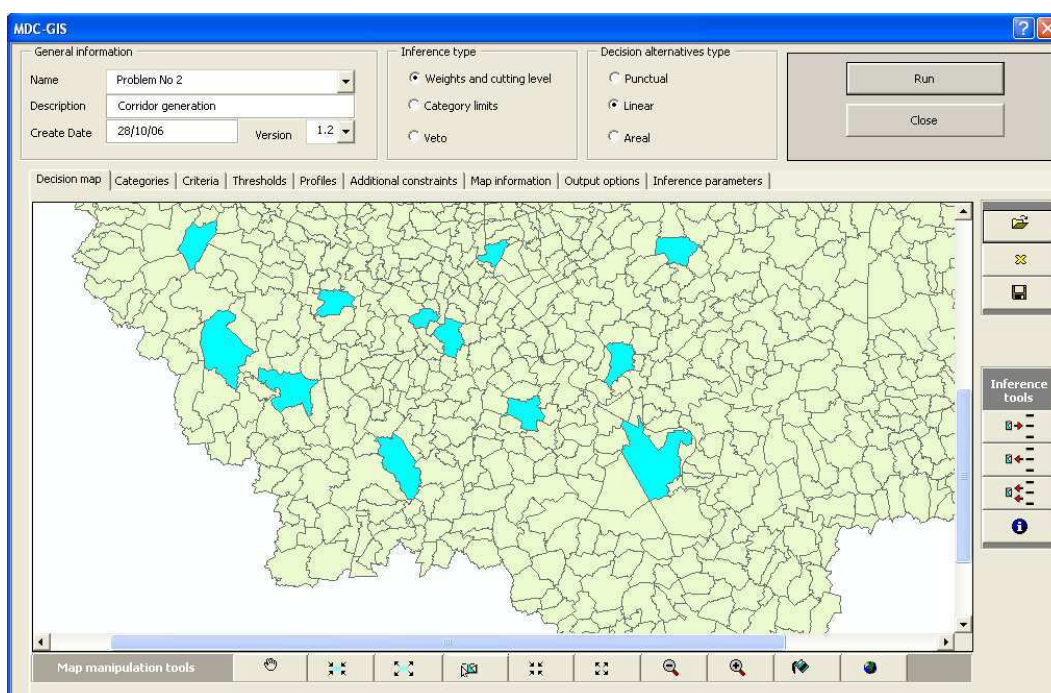 MDC-GIS
General information
Name
Problem No 2
Description
Corridor generation
Create Date
28/10/06
Version
1.2
Inference type
Weights and cutting level
Category limits
Veto
Decision alternatives type
Punctual
Linear
Areal
Run
Close
Decision map
Categories
Criteria
Thresholds
Profiles
Additional constraints
Map information
Output options
Inference parameters
Inference
tools
Map manipulation tools